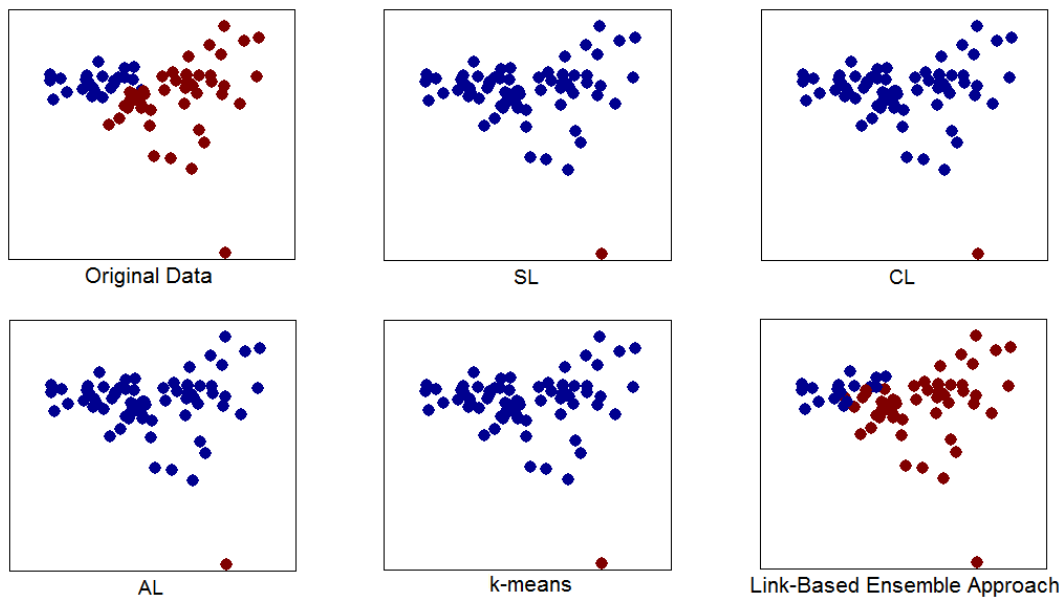 Original Data
SL
CL
AL
k-means
Link-Based Ensemble Approach